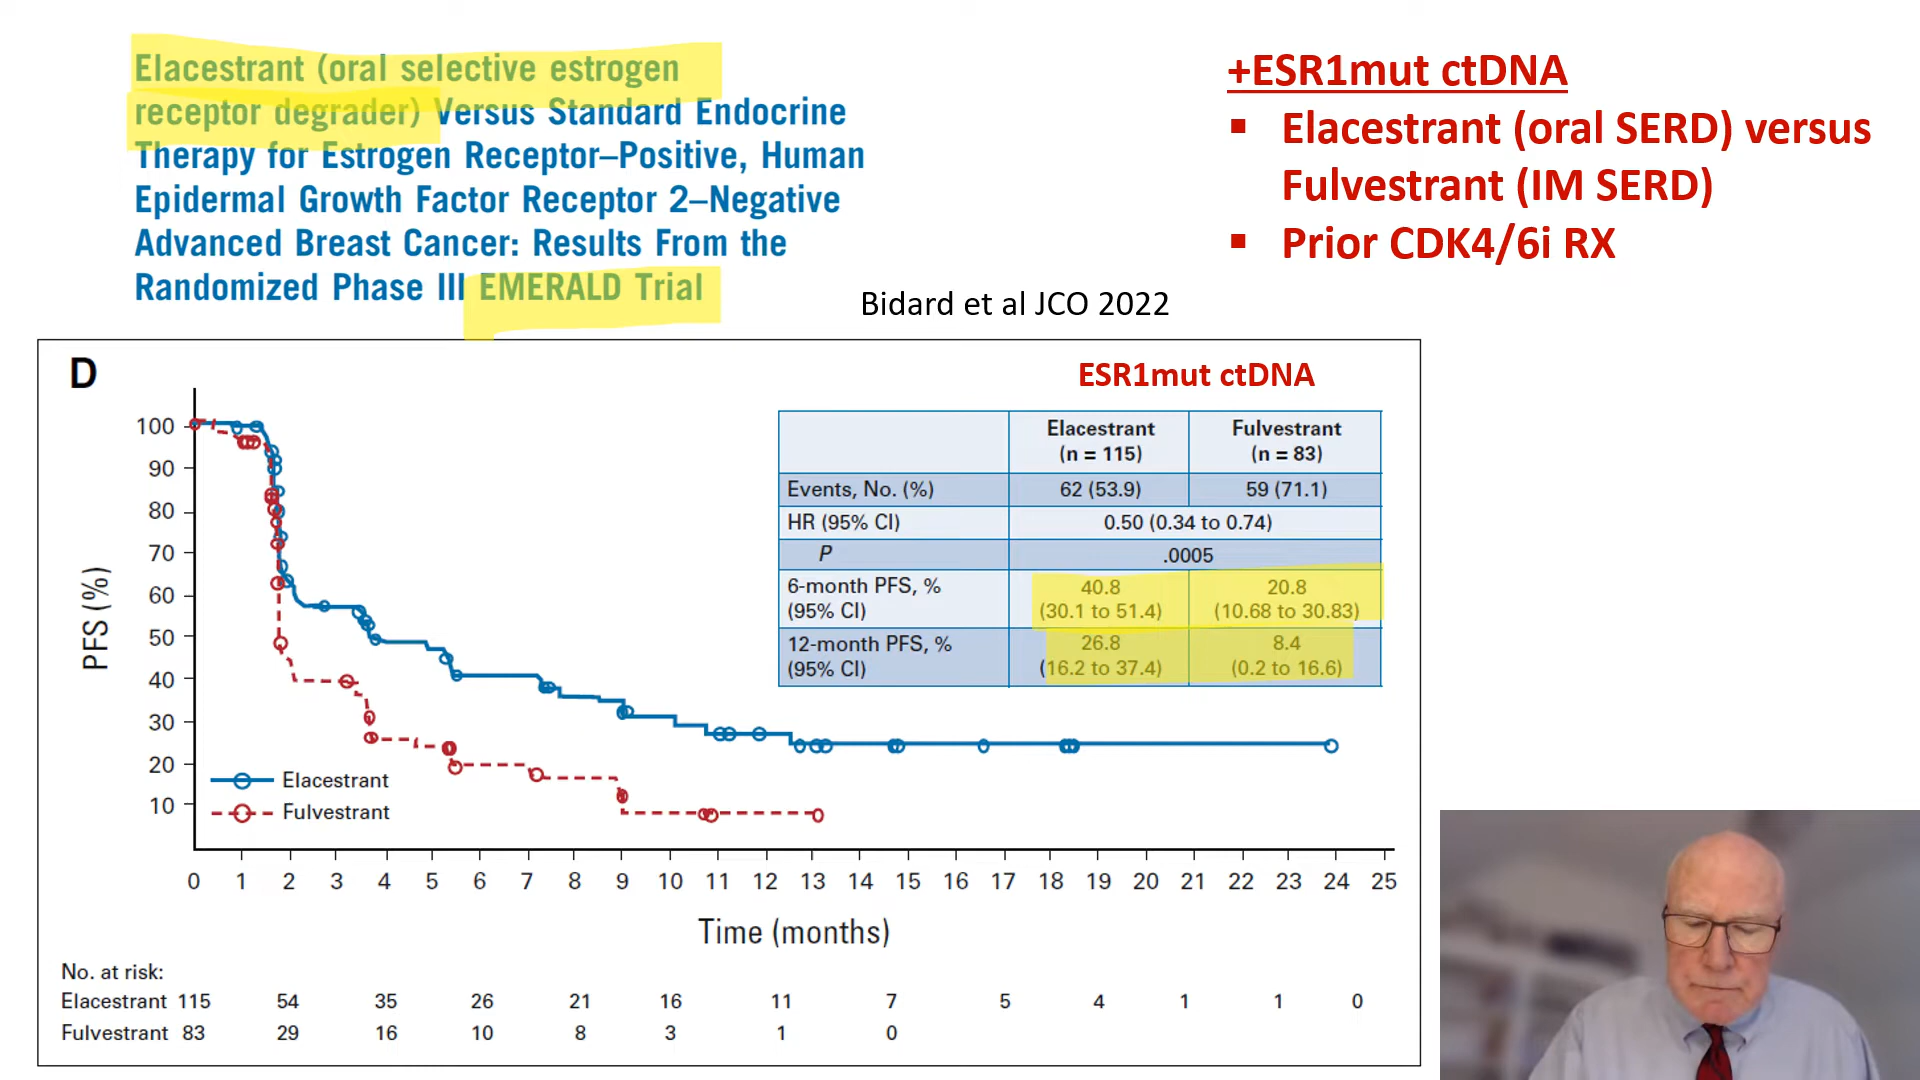 Elacestrant (oral selective estrogen
receptor degrader) Versus Standard Endocrine
Therapy for Estrogen Receptor–Positive, Human
Epidermal Growth Factor Receptor 2–Negative
Advanced Breast Cancer: Results From the
Randomized Phase III EMERALD Trial
Bidard et al JCO 2022
+ESR1mut ctDNA
▪ Elacestrant (oral SERD) versus
Fulvestrant (IM SERD)
▪ Prior CDK4/6i RX
D
ESR1mut ctDNA
Elacestrant Fulvestrant
(n = 115) (n = 83)
Events, No. (%) 62 (53.9) 59 (71.1)
HR (95% CI) 0.50 (0.34 to 0.74)
P .0005
6-month PFS, % 40.8 20.8
(95% CI) (30.1 to 51.4) (10.68 to 30.83)
12-month PFS, % 26.8 8.4
(95% CI) (16.2 to 37.4) (0.2 to 16.6)
PFS (%)
100
90
80
70
60
50
40
30
20
10
Elacestrant
Fulvestrant
0 1 2 3 4 5 6 7 8 9 10 11 12 13 14 15 16 17 18 19 20 21 22 23 24 25
Time (months)
No. at risk:
Elacestrant 115 54 35 26 21 16 11 7 5 4 1 1 0
Fulvestrant 83 29 16 10 8 3 1 0